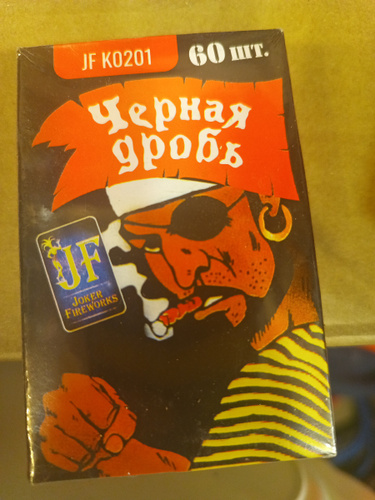 JF K0201
60 шт.
Черная
дробь
JF
JOKER
FIREWORKS